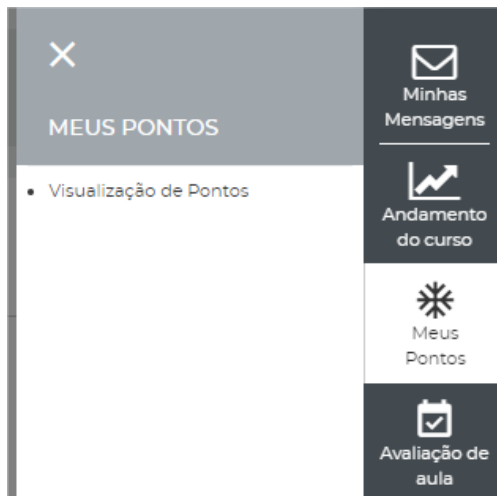 MEUS PONTOS
Visualização de Pontos
Minhas
Mensagens
Andamento
do curso
Meus
Pontos
Avaliação de
aula